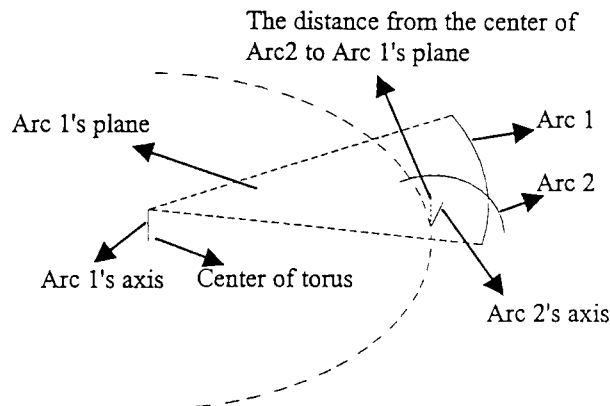 The distance from the center of
Arc2 to Arc 1's plane
Arc 1's plane
Arc 1
Arc 2
Arc 1's axis
Center of torus
Arc 2's axis